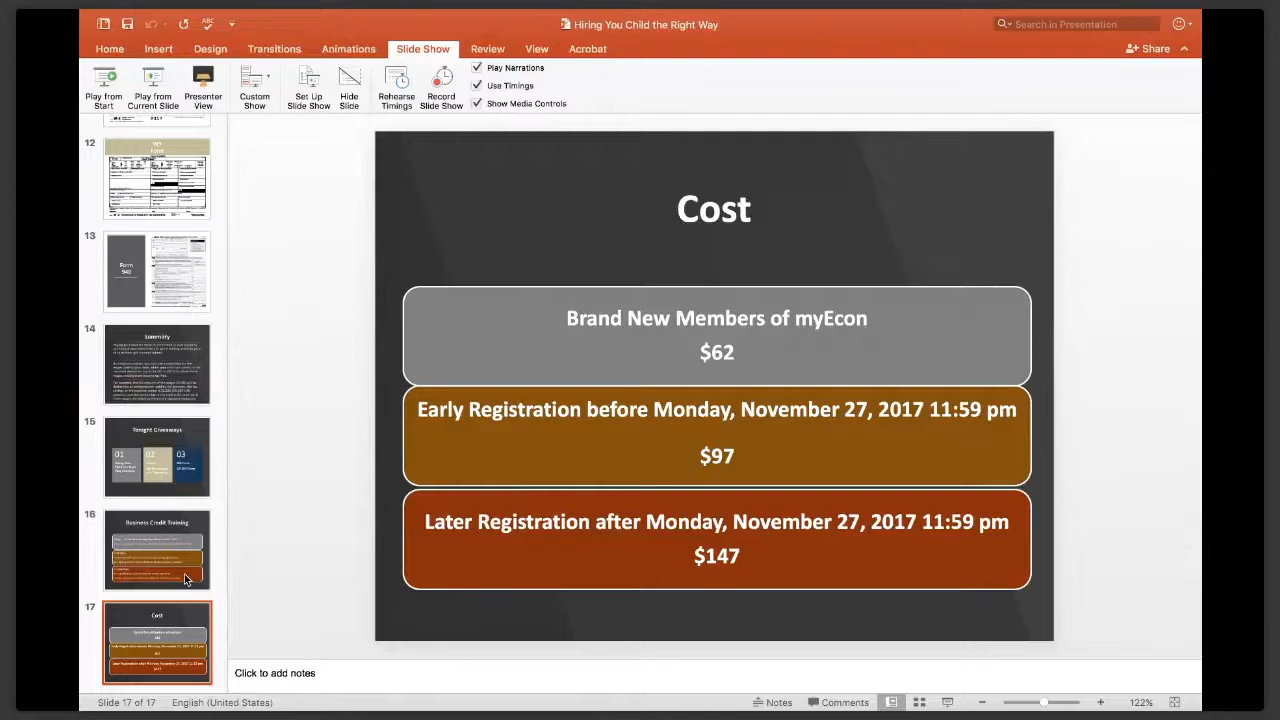 ABC
Hiring You Child the Right Way
Search in Presentation
Home
Insert
Design
Transitions
Animations
Slide Show
Review
View
Acrobat
Share
Play from
Start
Play from
Current Slide
Presenter
View
Custom
Show
Set Up
Slide Show
Hide
Slide
Rehearse
Timings
Record
Slide Show
Play Narrations
Use Timings
Show Media Controls
12
13
Form
940
14
Summary
15
Tonight Giveaways
01
02
03
16
Business Credit Training
17
Cost
Cost
Brand New Members of myEcon
$62
Early Registration before Monday, November 27, 2017 11:59 pm
$97
Later Registration after Monday, November 27, 2017 11:59 pm
$147
Click to add notes
Slide 17 of 17
English (United States)
Notes
Comments
122%